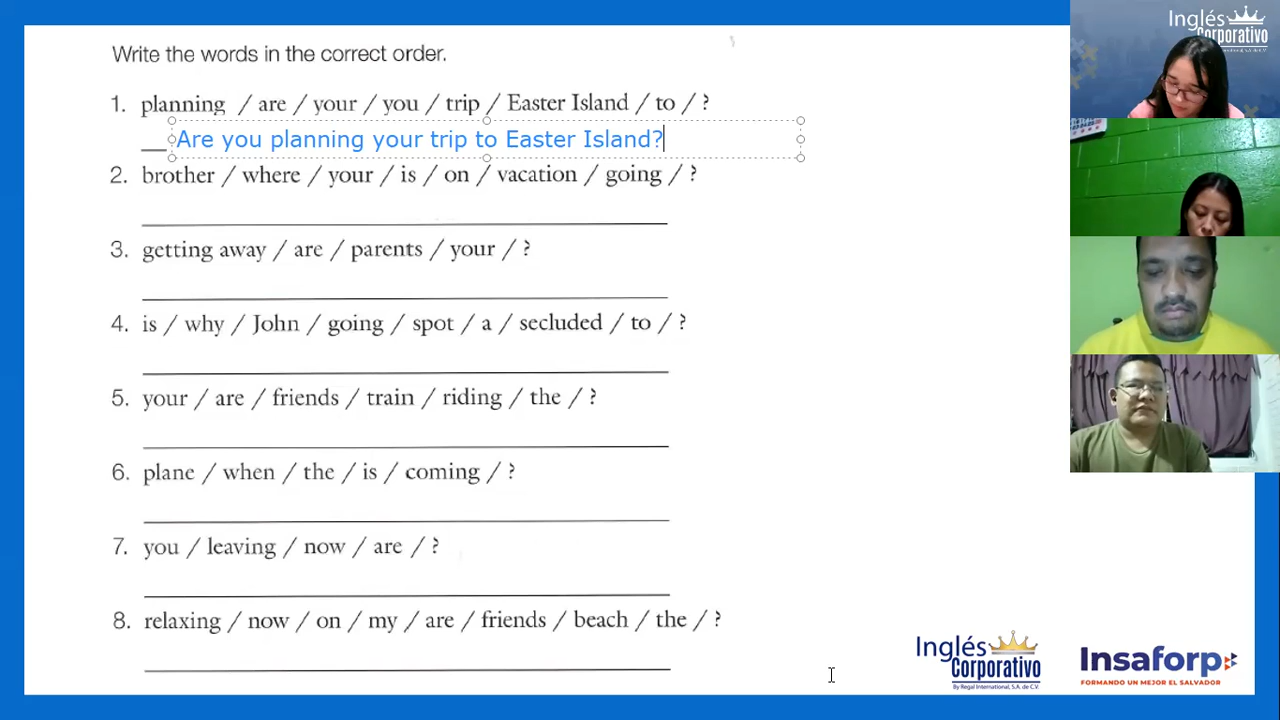 Write the words in the correct order.
1. planning / are / your / you / trip / Easter Island / to / ?
Are you planning your trip to Easter Island?
2. brother / where / your / is / on / vacation / going / ?
3. getting away / are / parents / your / ?
4. is / why / John / going / spot / a / secluded / to / ?
5. your / are / friends / train / riding / the / ?
6. plane / when / the / is / coming / ?
7. you / leaving / now / are / ?
8. relaxing / now / on / my / are / friends / beach / the / ?
Inglés
Corporativo
By Regal International, S.A. de C.V.
Insaforp
FORMANDO UN MEJOR EL SALVADOR
Inglés
Corporativo